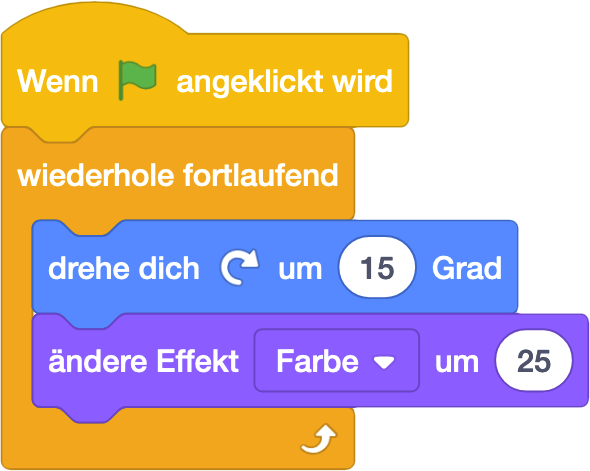 Wenn angeklickt wird
wiederhole fortlaufend
drehe dich um 15 Grad
ändere Effekt Farbe um 25